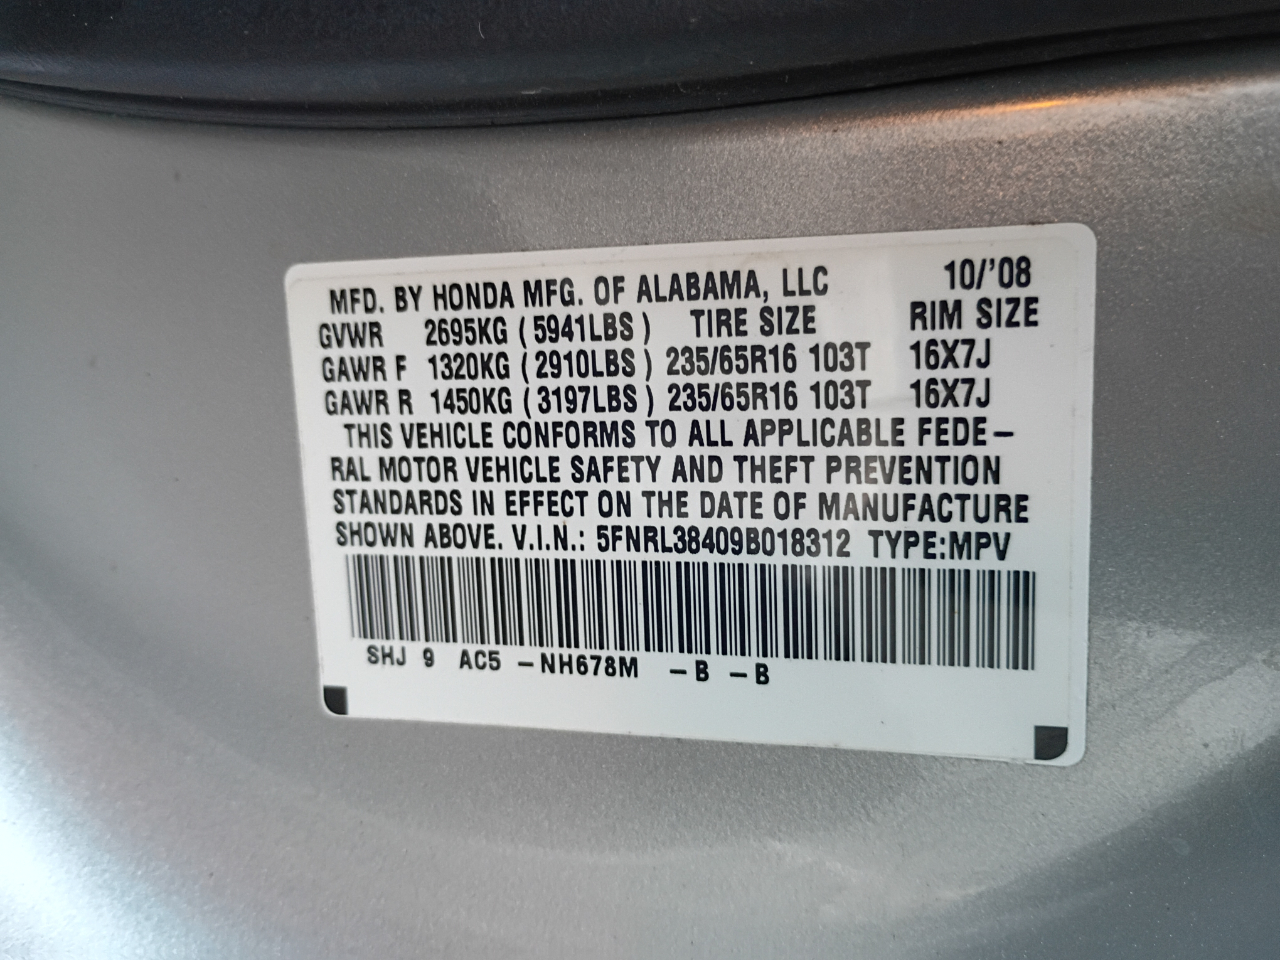 MFD. BY HONDA MFG. OF ALABAMA, LLC 10/'08
GVWR 2695KG (5941LBS) TIRE SIZE RIM SIZE
GAWR F 1320KG (2910LBS) 235/65R16 103T 16X7J
GAWR R 1450KG (3197LBS) 235/65R16 103T 16X7J
THIS VEHICLE CONFORMS TO ALL APPLICABLE FEDE–
RAL MOTOR VEHICLE SAFETY AND THEFT PREVENTION
STANDARDS IN EFFECT ON THE DATE OF MANUFACTURE
SHOWN ABOVE. V.I.N.: 5FNRL38409B018312 TYPE:MPV
SHJ 9 AC5 –NH678M –B –B